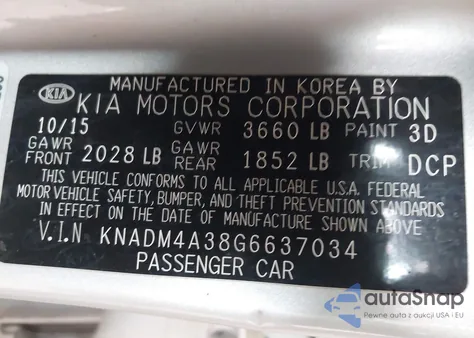 MANUFACTURED IN KOREA BY
KIA KIA MOTORS CORPORATION
10/15 GVWR 3660 LB PAINT 3D
GAWR FRONT 2028 LB GAWR REAR 1852 LB TRIM DCP
THIS VEHICLE CONFORMS TO ALL APPLICABLE U.S.A. FEDERAL
MOTOR VEHICLE SAFETY, BUMPER, AND THEFT PREVENTION STANDARDS
IN EFFECT ON THE DATE OF MANUFACTURE SHOWN ABOVE
V.I.N. KNADM4A38G6637034
PASSENGER CAR
autoSnap
Pewne auta z aukcji USA i EU